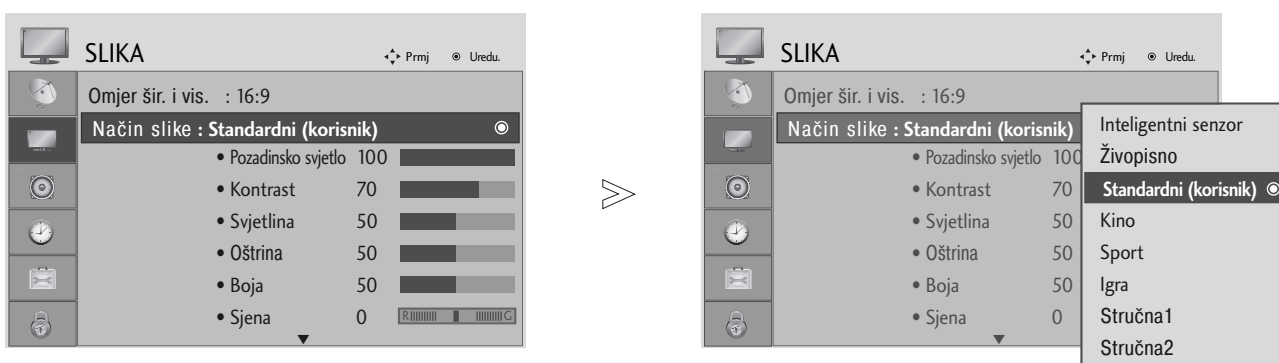 SLIKA
Prmj Uredu.
Omjer šir. i vis. : 16:9
Način slike : Standardni (korisnik)
• Pozadinsko svjetlo 100
• Kontrast 70
• Svjetlina 50
• Oštrina 50
• Boja 50
• Sjena 0 R G
SLIKA
Prmj Uredu.
Omjer šir. i vis. : 16:9
Način slike : Standardni (korisnik)
• Pozadinsko svjetlo 100
• Kontrast 70
• Svjetlina 50
• Oštrina 50
• Boja 50
• Sjena 0
Inteligentni senzor
Živopisno
Standardni (korisnik)
Kino
Sport
Igra
Stručna1
Stručna2